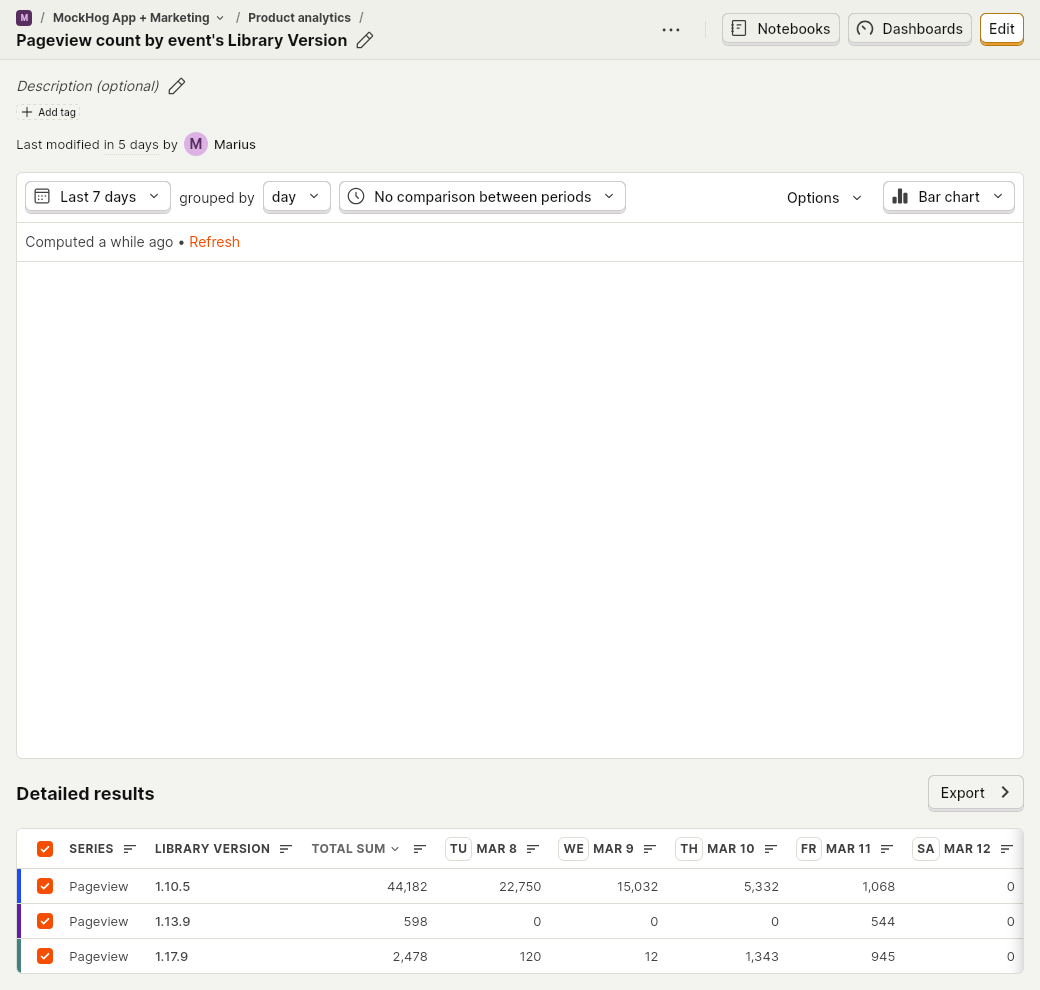 M / MockHog App + Marketing / Product analytics /
Pageview count by event's Library Version
Notebooks Dashboards Edit
Description (optional)
Add tag
Last modified in 5 days by M Marius
Last 7 days grouped by day No comparison between periods Options Bar chart
Computed a while ago • Refresh
Detailed results
Export
SERIES LIBRARY VERSION TOTAL SUM TU MAR 8 WE MAR 9 TH MAR 10 FR MAR 11 SA MAR 12
Pageview 1.10.5 44,182 22,750 15,032 5,332 1,068 0
Pageview 1.13.9 598 0 0 0 544 0
Pageview 1.17.9 2,478 120 12 1,343 945 0